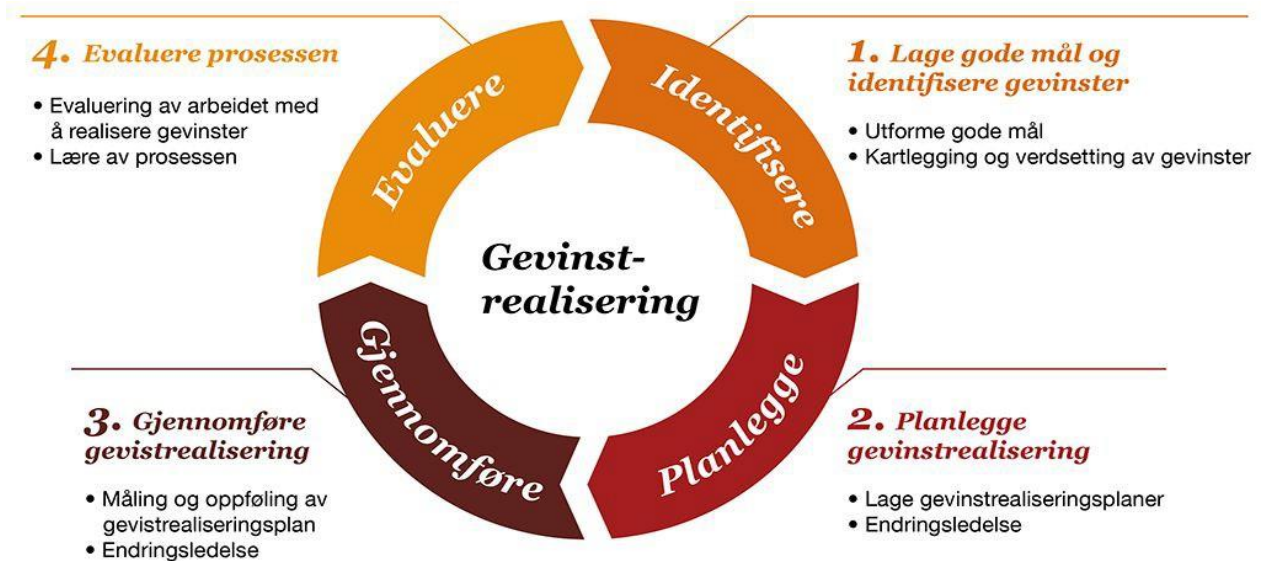 4. Evaluere prosessen
• Evaluering av arbeidet med
å realisere gevinster
• Lære av prosessen
1. Lage gode mål og
identifisere gevinster
• Utforme gode mål
• Kartlegging og verdsetting av gevinster
Evaluere
Identifisere
Gevinst-
realisering
Gjennomføre
Planlegge
3. Gjennomføre
gevistrealisering
• Måling og oppføling av
gevistrealiseringsplan
• Endringsledelse
2. Planlegge
gevinstrealisering
• Lage gevinstrealiseringsplaner
• Endringsledelse